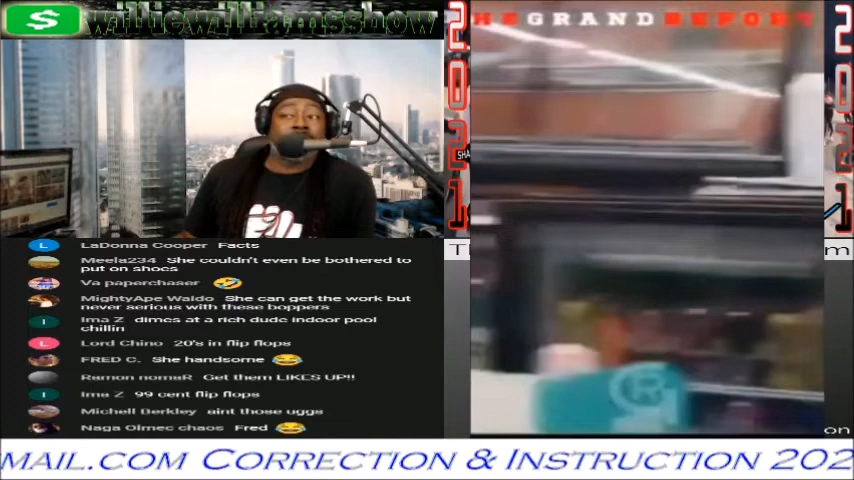 williewilliamsshow
GRAND REPORT
2021
SHA
LaDonna Cooper Facts
Meela234 She couldn't even be bothered to
put on shoes
Va paperchaser 🤣
MightyApe Waldo She can get the work but
never serious with these boppers
Ima Z dimes at a rich dude indoor pool
chillin
Lord Chino 20's in flip flops
FRED C. She handsome 😂
Ramon nomaR Get them LIKES UP!!
Ima Z 99 cent flip flops
Michell Berkley aint those uggs
Naga Olmec chaos Fred 😂
T
m
on
R
MAIL.COM CORRECTION & INSTRUCTION 202